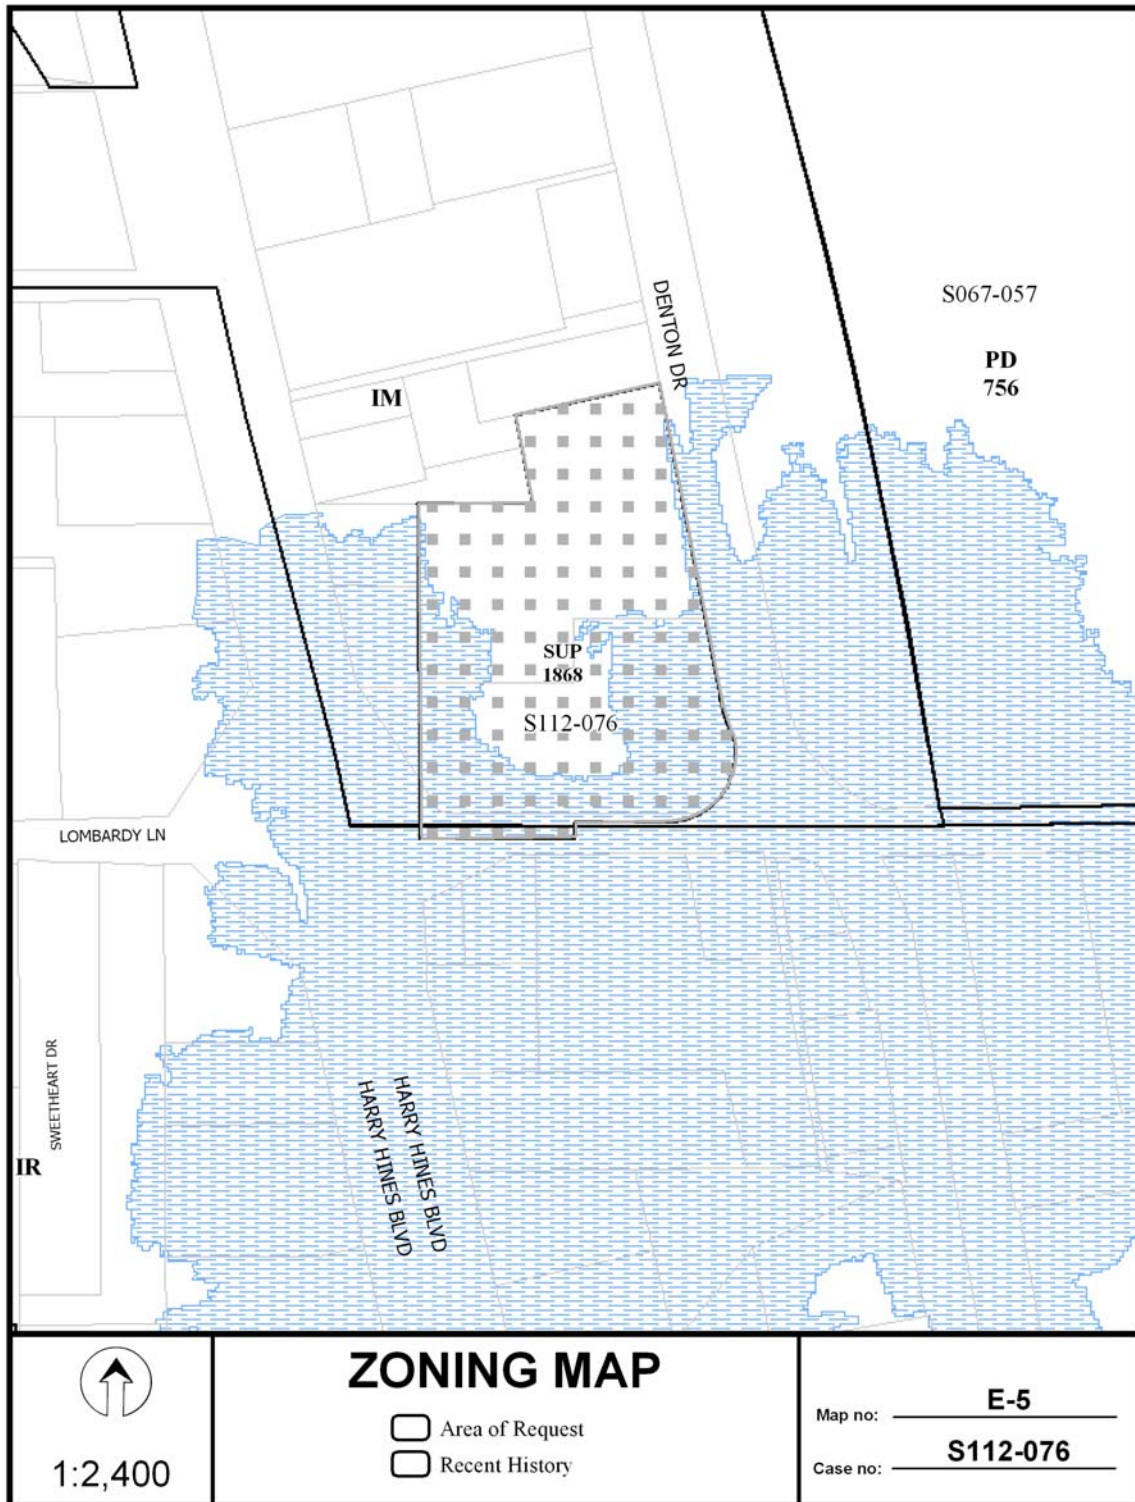 S067-057
DENTON DR
PD
756
IM
SUP
1868
S112-076
LOMBARDY LN
SWEETHEART DR
HARRY HINES BLVD
HARRY HINES BLVD
IR
1:2,400
ZONING MAP
Area of Request
Recent History
Map no: E-5
Case no: S112-076